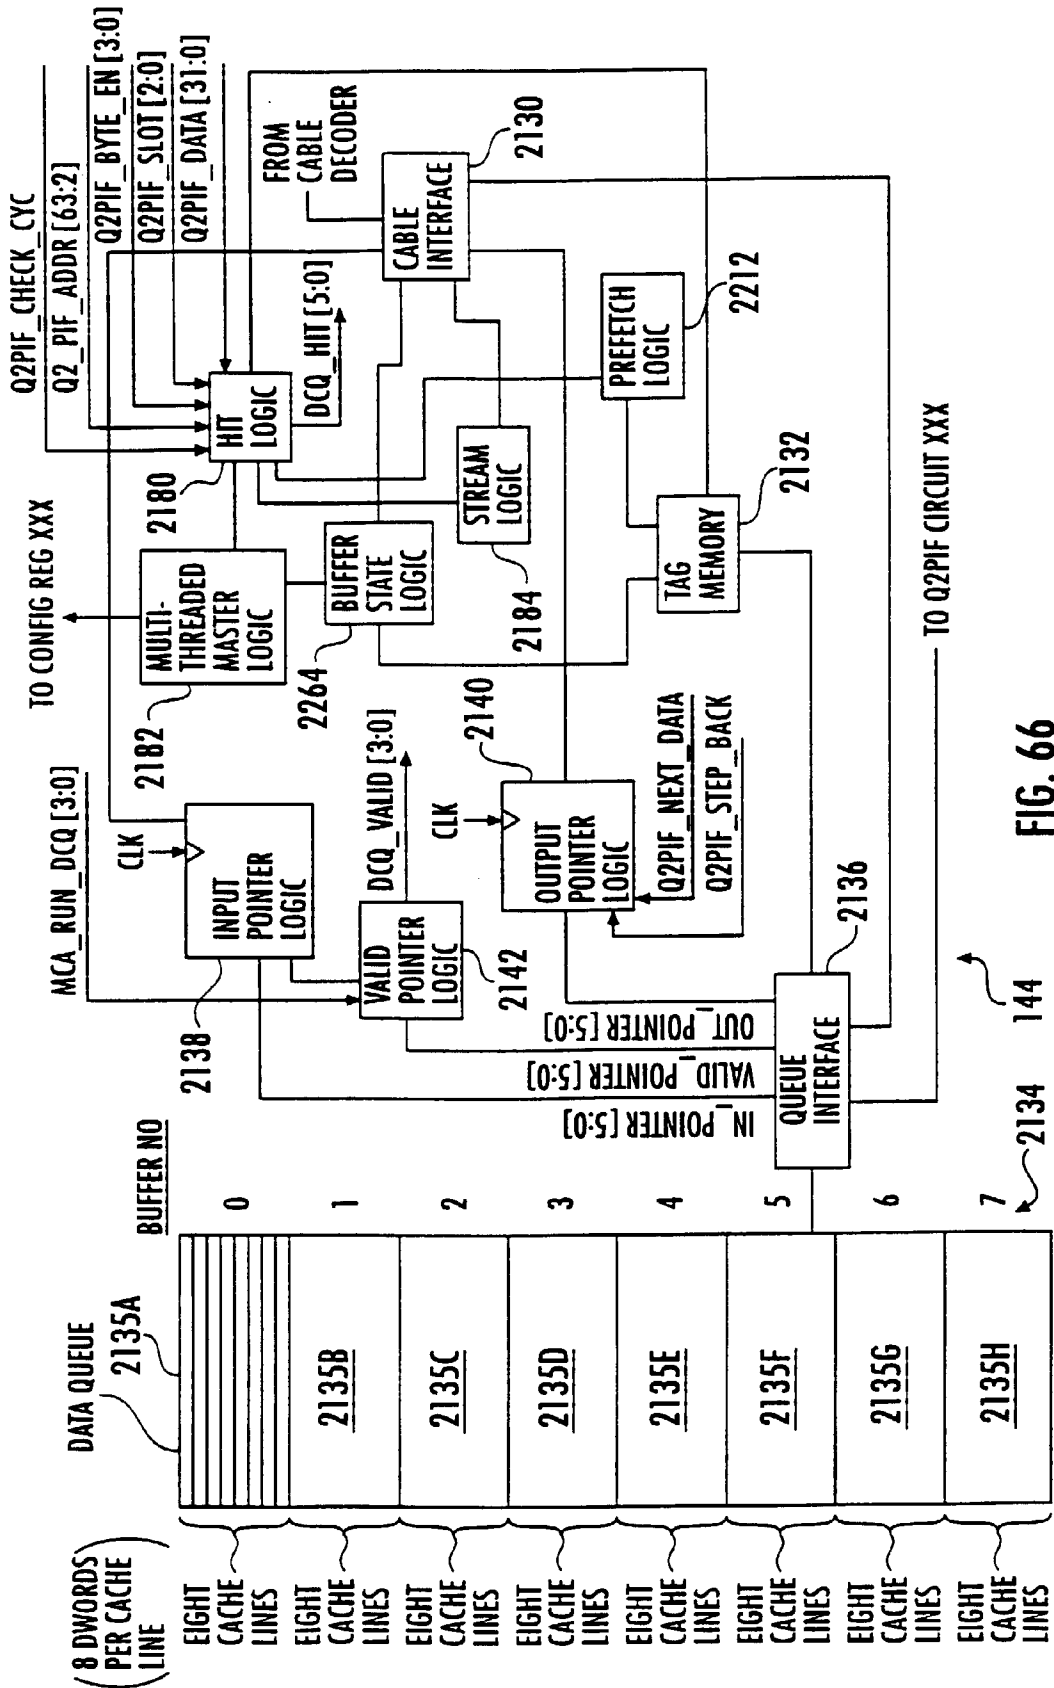 (8 DWORDS
PER CACHE
LINE)
DATA QUEUE
2135A
BUFFER NO
EIGHT
CACHE
LINES
0
EIGHT
CACHE
LINES
2135B
1
EIGHT
CACHE
LINES
2135C
2
EIGHT
CACHE
LINES
2135D
3
EIGHT
CACHE
LINES
2135E
4
EIGHT
CACHE
LINES
2135F
5
EIGHT
CACHE
LINES
2135G
6
EIGHT
CACHE
LINES
2135H
7
2134
144
IN_POINTER [5:0]
VALID_POINTER [5:0]
OUT_POINTER [5:0]
QUEUE
INTERFACE
2136
TO Q2PIF CIRCUIT XXX
MCA_RUN_DCQ [3:0]
CLK
INPUT
POINTER
LOGIC
2138
VALID
POINTER
LOGIC
2142
DCQ_VALID [3:0]
CLK
OUTPUT
POINTER
LOGIC
2140
Q2PIF_NEXT_DATA
Q2PIF_STEP_BACK
TO CONFIG REG XXX
MULTI-
THREADED
MASTER
LOGIC
2182
BUFFER
STATE
LOGIC
2264
HIT
LOGIC
2180
Q2PIF_CHECK_CYC
Q2_PIF_ADDR [63:2]
Q2PIF_BYTE_EN [3:0]
Q2PIF_SLOT [2:0]
Q2PIF_DATA [31:0]
DCQ_HIT [5:0]
FROM
CABLE
DECODER
CABLE
INTERFACE
2130
STREAM
LOGIC
2184
PREFETCH
LOGIC
2212
TAG
MEMORY
2132
FIG. 66